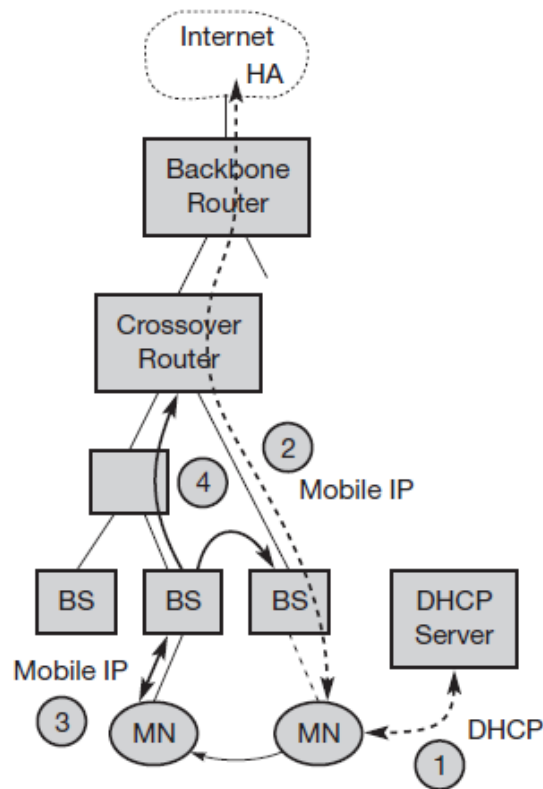 Internet
HA
Backbone
Router
Crossover
Router
2
4
Mobile IP
BS
BS
BS
DHCP
Server
Mobile IP
3
MN
MN
DHCP
1